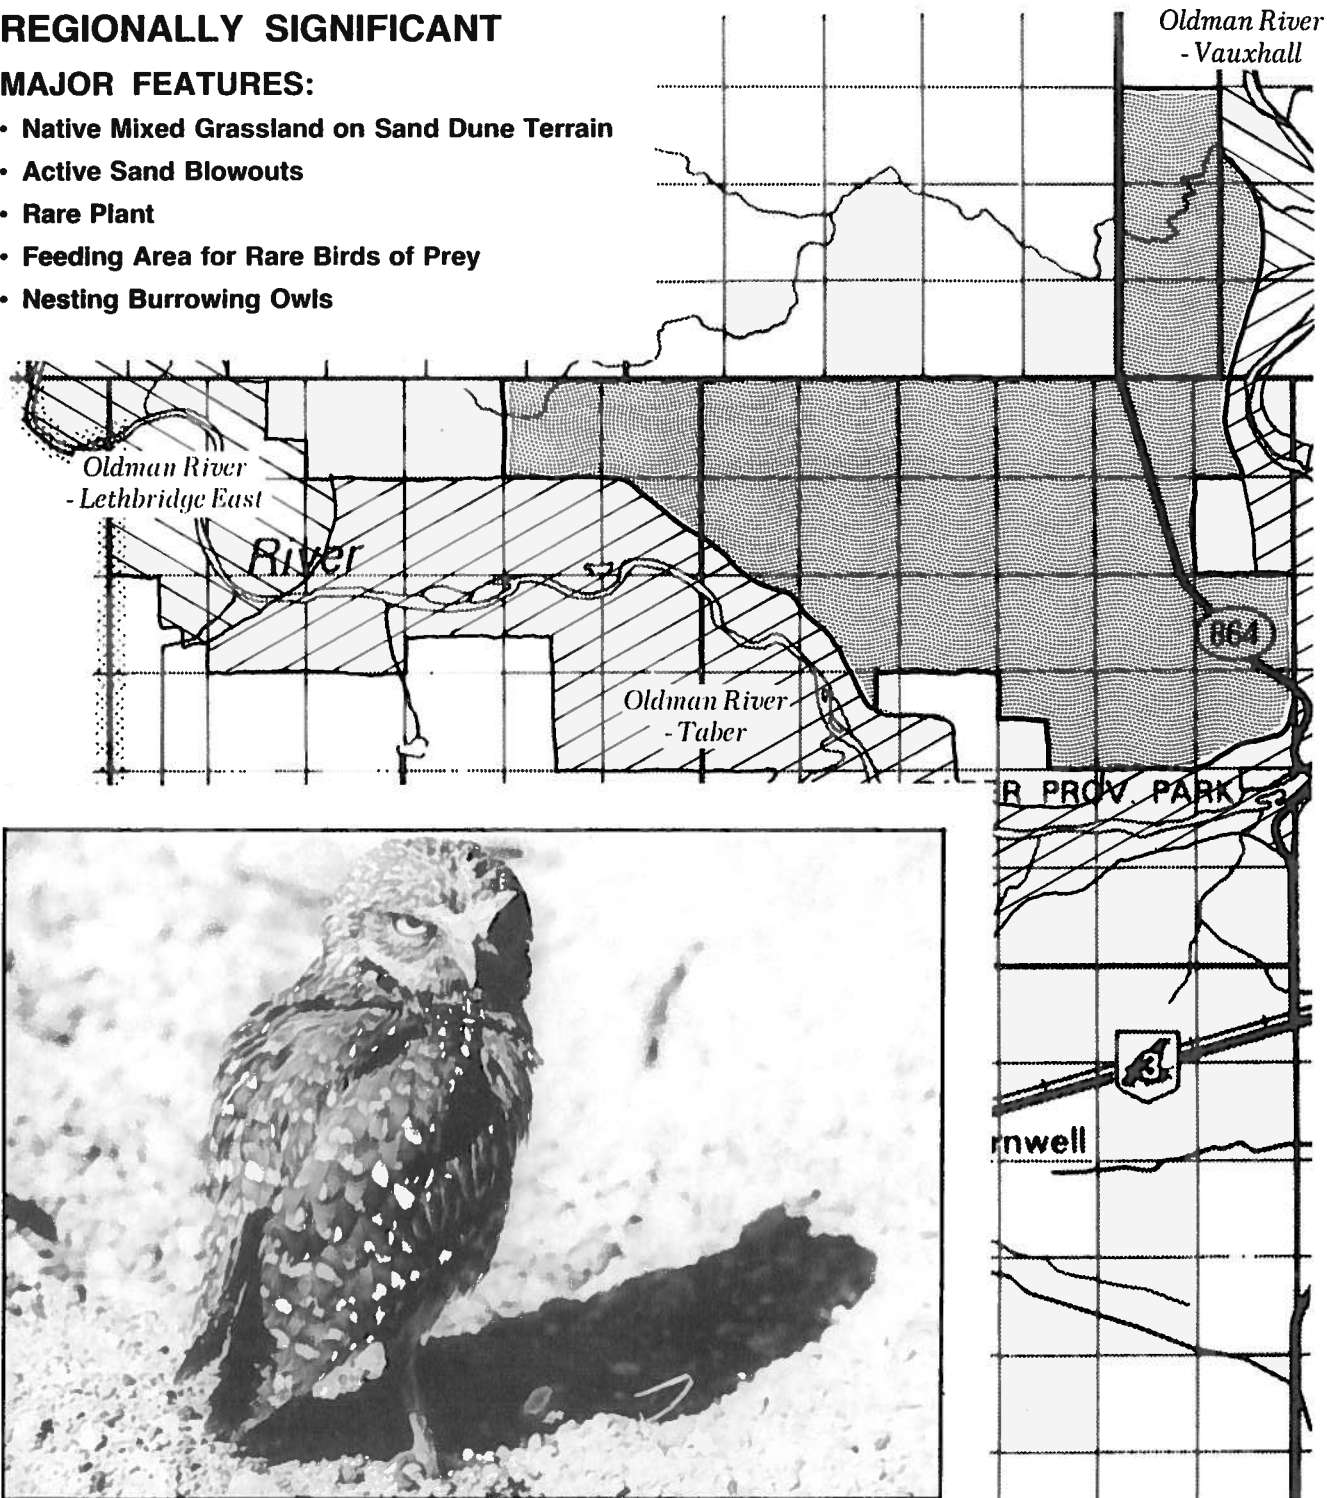 REGIONALLY SIGNIFICANT
MAJOR FEATURES:
• Native Mixed Grassland on Sand Dune Terrain
• Active Sand Blowouts
• Rare Plant
• Feeding Area for Rare Birds of Prey
• Nesting Burrowing Owls
Oldman River
- Vauxhall
Oldman River
- Lethbridge East
River
864
Oldman River
- Taber
R PROV. PARK
3
rnwell